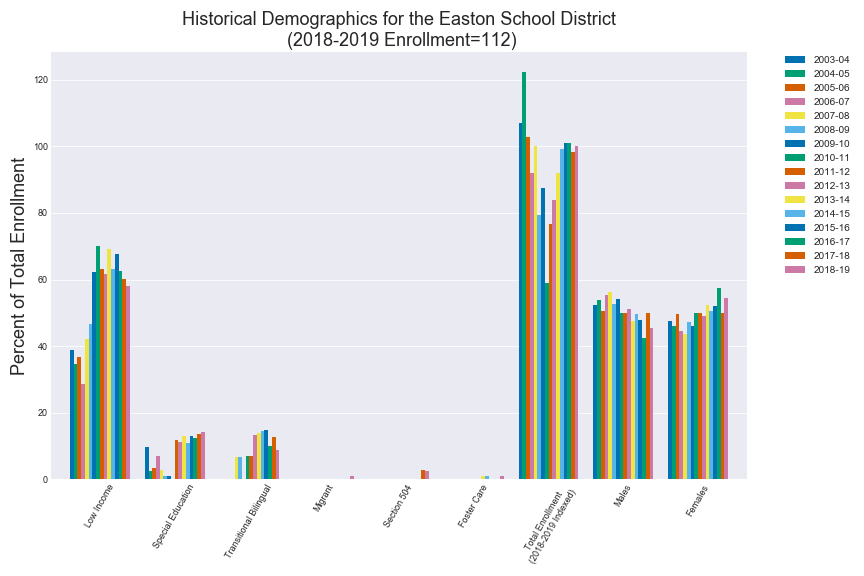 Historical Demographics for the Easton School District
(2018-2019 Enrollment=112)
Percent of Total Enrollment
120
100
80
60
40
20
0
Low Income
Special Education
Transitional Bilingual
Migrant
Section 504
Foster Care
Total Enrollment
(2018-2019 Indexed)
Males
Females
2003-04
2004-05
2005-06
2006-07
2007-08
2008-09
2009-10
2010-11
2011-12
2012-13
2013-14
2014-15
2015-16
2016-17
2017-18
2018-19